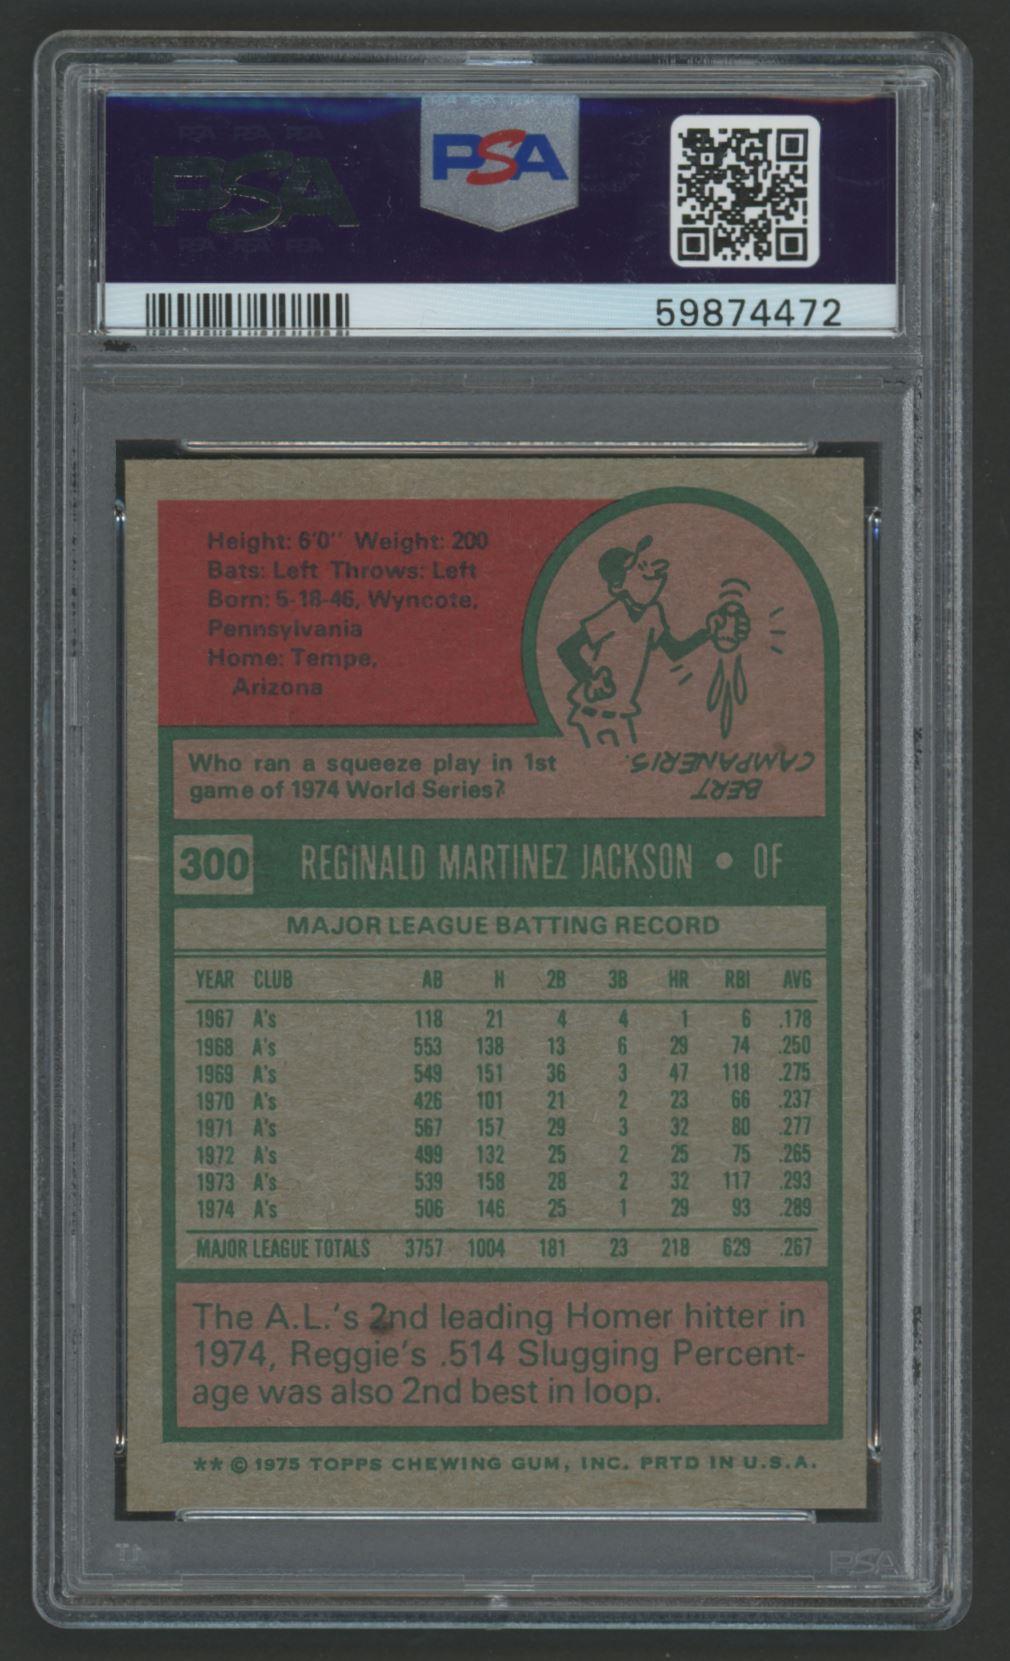 PSA PSA PSA
PSA
PSA PSA PSA
PSA
59874472
Height: 6'0" Weight: 200
Bats: Left Throws: Left
Born: 5-18-46, Wyncote,
Pennsylvania
Home: Tempe,
Arizona
Who ran a squeeze play in 1st
game of 1974 World Series?
BERT
CAMPANERIS.
300 REGINALD MARTINEZ JACKSON • OF
MAJOR LEAGUE BATTING RECORD
YEAR CLUB AB H 2B 3B HR RBI AVG
1967 A's 118 21 4 4 1 6 .178
1968 A's 553 138 13 6 29 74 .250
1969 A's 549 151 36 3 47 118 .275
1970 A's 426 101 21 2 23 66 .237
1971 A's 567 157 29 3 32 80 .277
1972 A's 499 132 25 2 25 75 .265
1973 A's 539 158 28 2 32 117 .293
1974 A's 506 146 25 1 29 93 .289
MAJOR LEAGUE TOTALS 3757 1004 181 23 218 629 .267
The A.L.'s 2nd leading Homer hitter in
1974, Reggie's .514 Slugging Percent-
age was also 2nd best in loop.
** © 1975 TOPPS CHEWING GUM, INC. PRTD IN U.S.A.
PSA